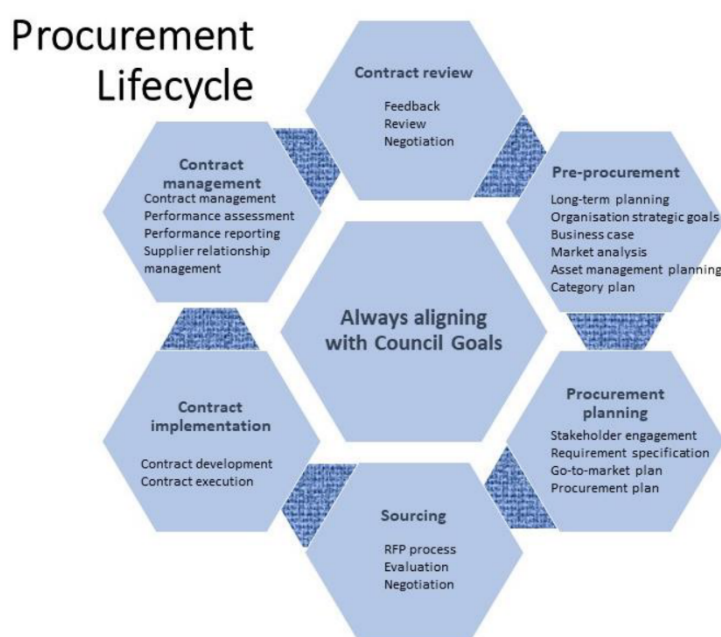 Procurement
Lifecycle
Contract review
Feedback
Review
Negotiation
Pre-procurement
Long-term planning
Organisation strategic goals
Business case
Market analysis
Asset management planning
Category plan
Procurement
planning
Stakeholder engagement
Requirement specification
Go-to-market plan
Procurement plan
Sourcing
RFP process
Evaluation
Negotiation
Contract
implementation
Contract development
Contract execution
Contract
management
Contract management
Performance assessment
Performance reporting
Supplier relationship
management
Always aligning
with Council Goals